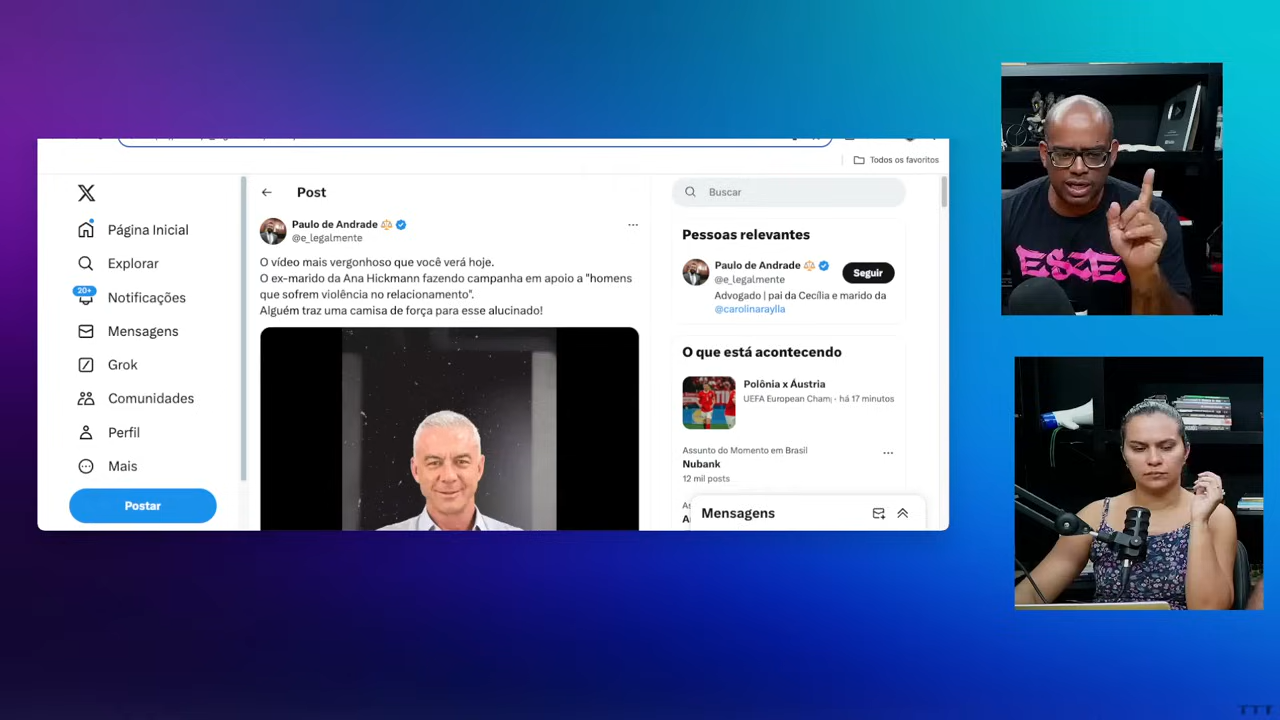 Todos os favoritos
Página Inicial
Explorar
20+
Notificações
Mensagens
Grok
Comunidades
Perfil
Mais
Postar
Post
Paulo de Andrade
@e_legalmente
O vídeo mais vergonhoso que você verá hoje.
O ex-marido da Ana Hickmann fazendo campanha em apoio a "homens
que sofrem violência no relacionamento".
Alguém traz uma camisa de força para esse alucinado!
Buscar
Pessoas relevantes
Paulo de Andrade
@e_legalmente
Seguir
Advogado | pai da Cecília e marido da
@carolinaraylla
O que está acontecendo
Polônia x Áustria
UEFA European Cham · há 17 minutos
Assunto do Momento em Brasil
Nubank
12 mil posts
Mensagens
ESZE